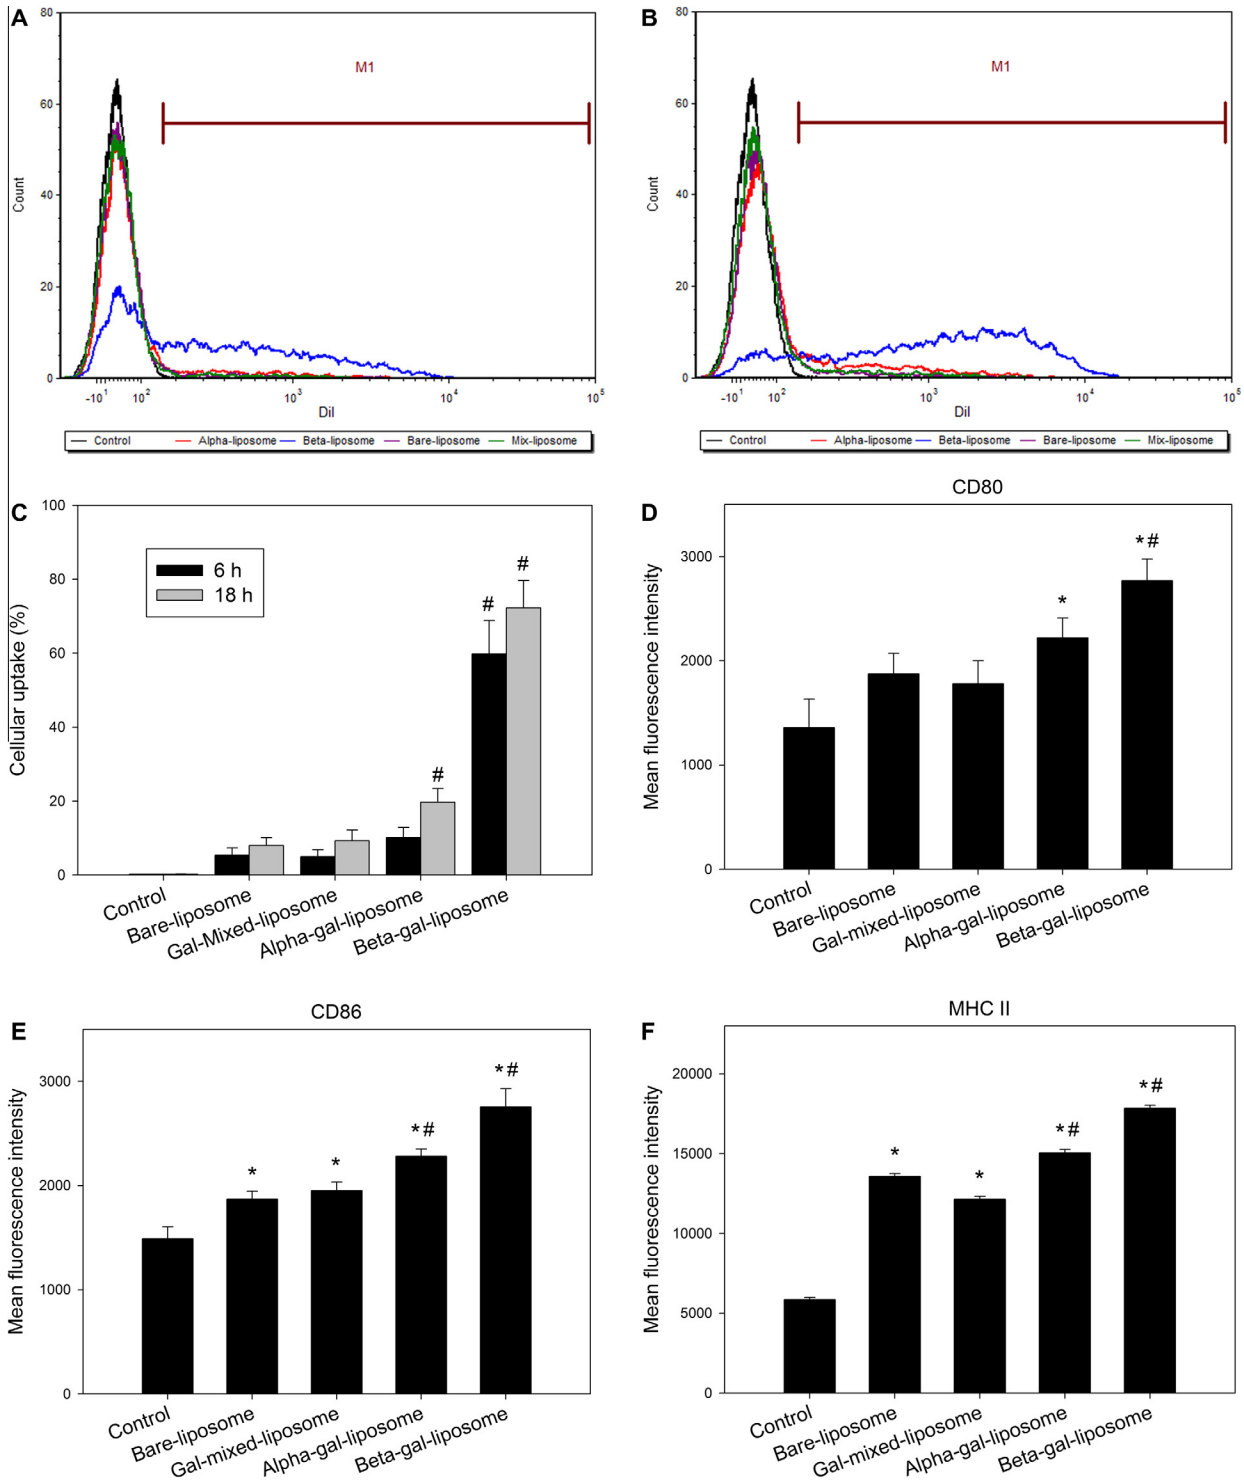 A
80
60
40
20
0
Count
M1
-10¹ 10² 10³ 10⁴ 10⁵
DiI
Control Alpha-liposome Beta-liposome Bare-liposome Mix-liposome
B
80
60
40
20
0
Count
M1
-10¹ 10² 10³ 10⁴ 10⁵
DiI
Control Alpha-liposome Beta-liposome Bare-liposome Mix-liposome
C
100
80
60
40
20
0
Cellular uptake (%)
6 h
18 h
#
#
#
Control
Bare-liposome
Gal-Mixed-liposome
Alpha-gal-liposome
Beta-gal-liposome
D
CD80
3000
2000
1000
0
Mean fluorescence intensity
*
*#
Control
Bare-liposome
Gal-mixed-liposome
Alpha-gal-liposome
Beta-gal-liposome
E
CD86
3000
2000
1000
0
Mean fluorescence intensity
*
*
*#
*#
Control
Bare-liposome
Gal-mixed-liposome
Alpha-gal-liposome
Beta-gal-liposome
F
MHC II
20000
15000
10000
5000
0
Mean fluorescence intensity
*
*
*#
*#
Control
Bare-liposome
Gal-mixed-liposome
Alpha-gal-liposome
Beta-gal-liposome